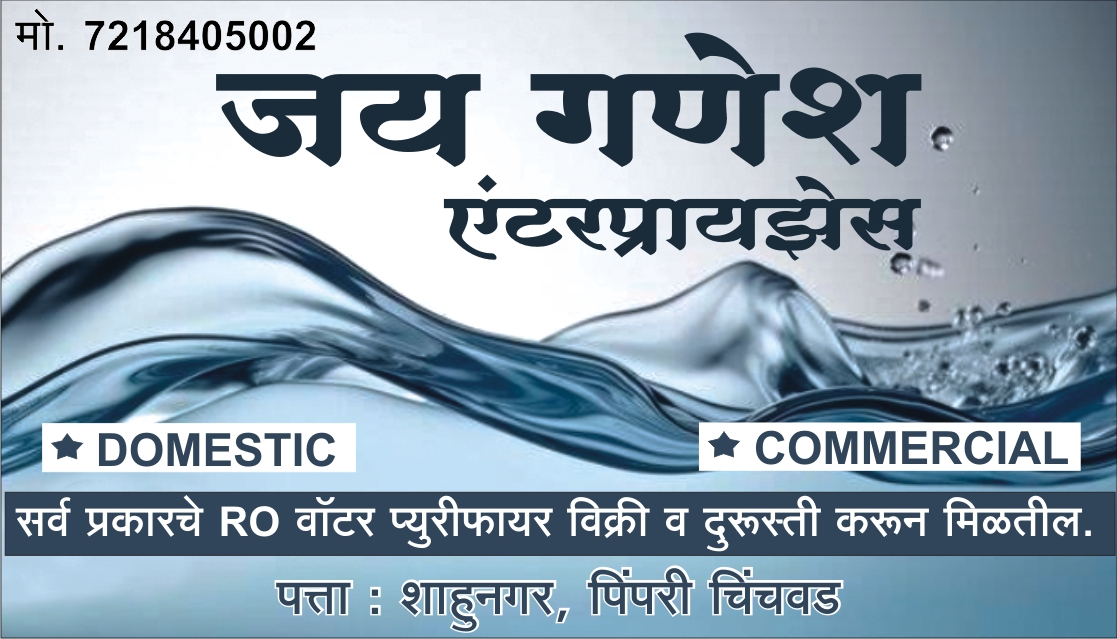 मो. 7218405002
जय गणेश
एंटरप्रायझेस
★ DOMESTIC
★ COMMERCIAL
सर्व प्रकारचे RO वॉटर प्युरीफायर विक्री व दुरूस्ती करून मिळतील.
पत्ता : शाहुनगर, पिंपरी चिंचवड